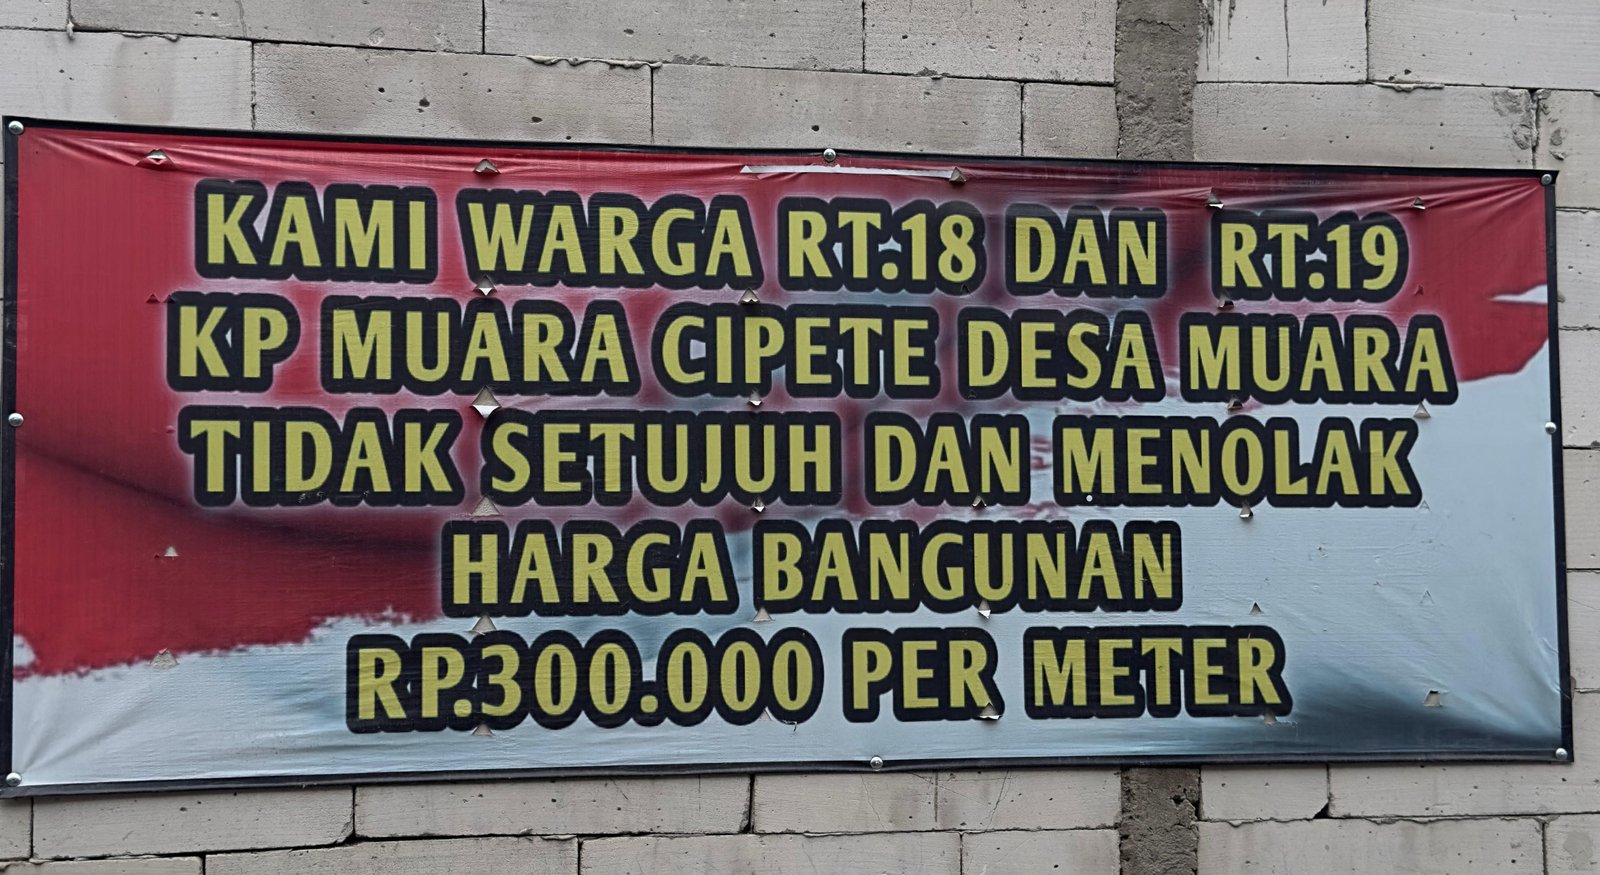 KAMI WARGA RT.18 DAN RT.19
KP MUARA CIPETE DESA MUARA
TIDAK SETUJUH DAN MENOLAK
HARGA BANGUNAN
RP.300.000 PER METER